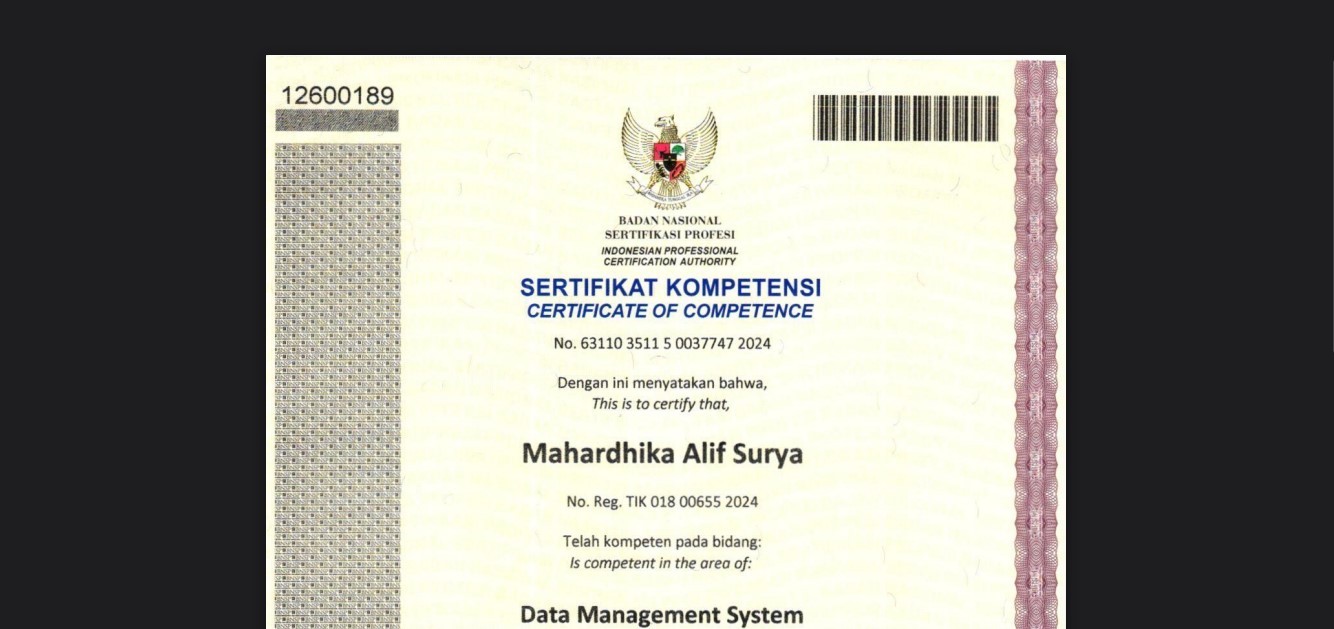 12600189
BADAN NASIONAL
SERTIFIKASI PROFESI
INDONESIAN PROFESSIONAL
CERTIFICATION AUTHORITY
SERTIFIKAT KOMPETENSI
CERTIFICATE OF COMPETENCE
No. 63110 3511 5 0037747 2024
Dengan ini menyatakan bahwa,
This is to certify that,
Mahardhika Alif Surya
No. Reg. TIK 018 00655 2024
Telah kompeten pada bidang:
Is competent in the area of:
Data Management System